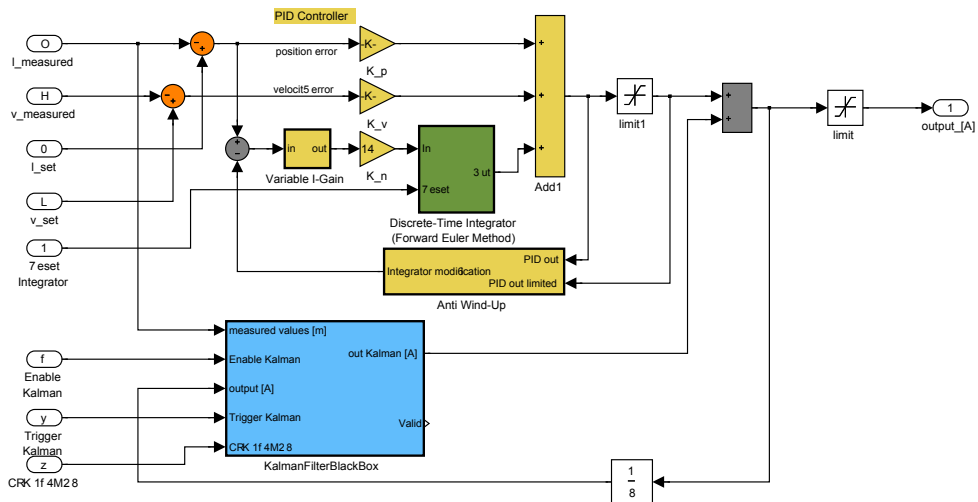 PID Controller
O
l_measured
H
v_measured
0
l_set
L
v_set
1
7 eset
Integrator
f
Enable
Kalman
y
Trigger
Kalman
z
CRK 1f 4M2 8
-
+
-
+
+
-
position error
-K-
K_p
velocit5 error
-K-
K_v
in
out
Variable I-Gain
14
K_n
In
3 ut
7 eset
Discrete-Time Integrator
(Forward Euler Method)
+
+
+
Add1
limit1
PID out
Integrator modification
PID out limited
Anti Wind-Up
+
+
limit
1
output_[A]
measured values [m]
Enable Kalman
out Kalman [A]
output [A]
Trigger Kalman
Valid
CRK 1f 4M2 8
KalmanFilterBlackBox
1
8